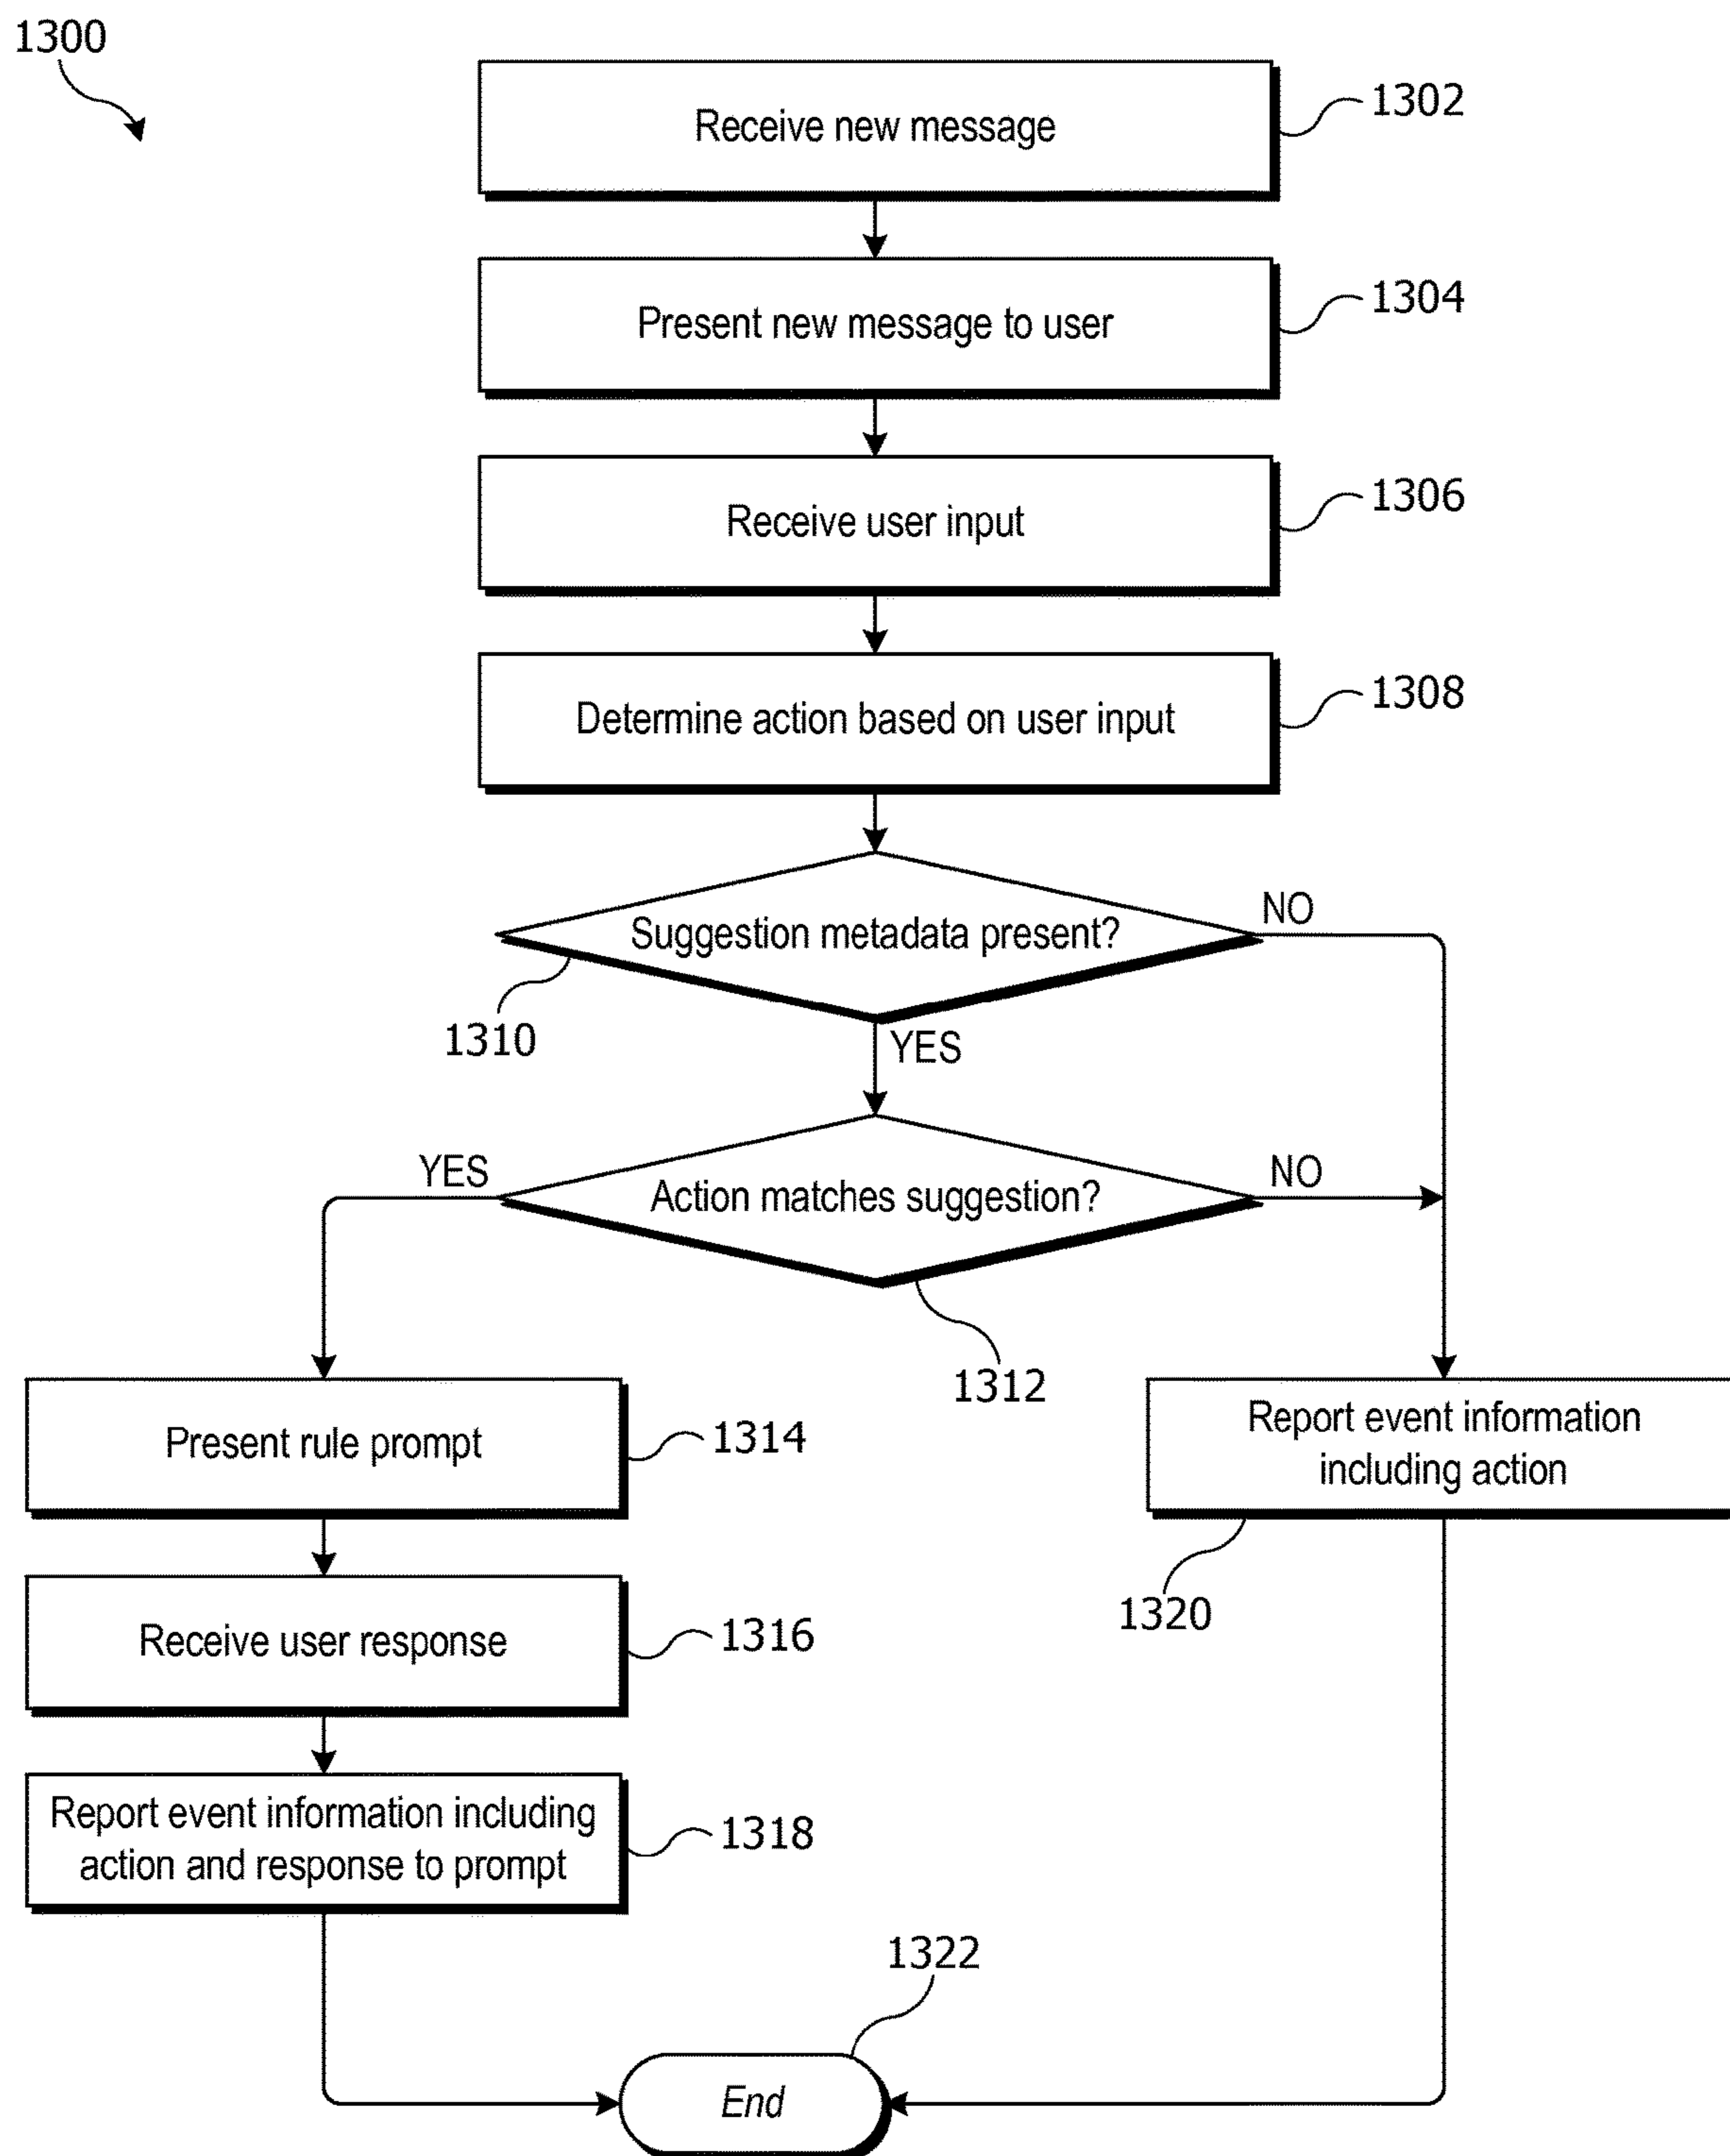 1300
Receive new message
1302
Present new message to user
1304
Receive user input
1306
Determine action based on user input
1308
Suggestion metadata present?
NO
1310
YES
Action matches suggestion?
YES
NO
1312
Present rule prompt
1314
Report event information
including action
1320
Receive user response
1316
Report event information including
action and response to prompt
1318
1322
End